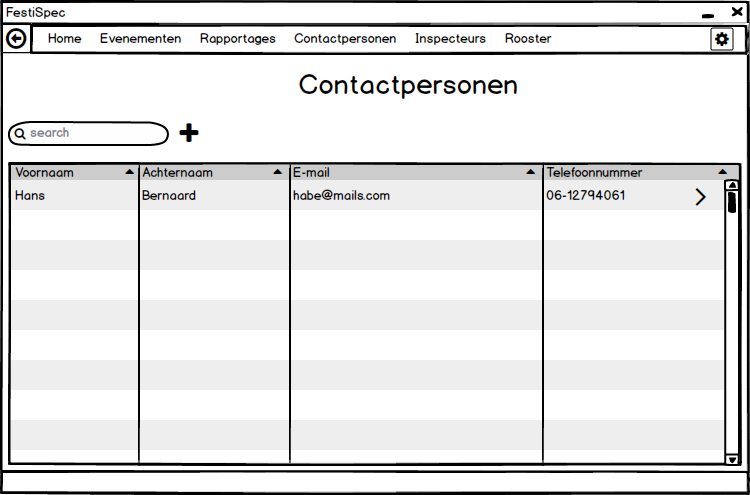 FestiSpec
Home Evenementen Rapportages Contactpersonen Inspecteurs Rooster
Contactpersonen
search
Voornaam Achternaam E-mail Telefoonnummer
Hans Bernaard habe@mails.com 06-12794061